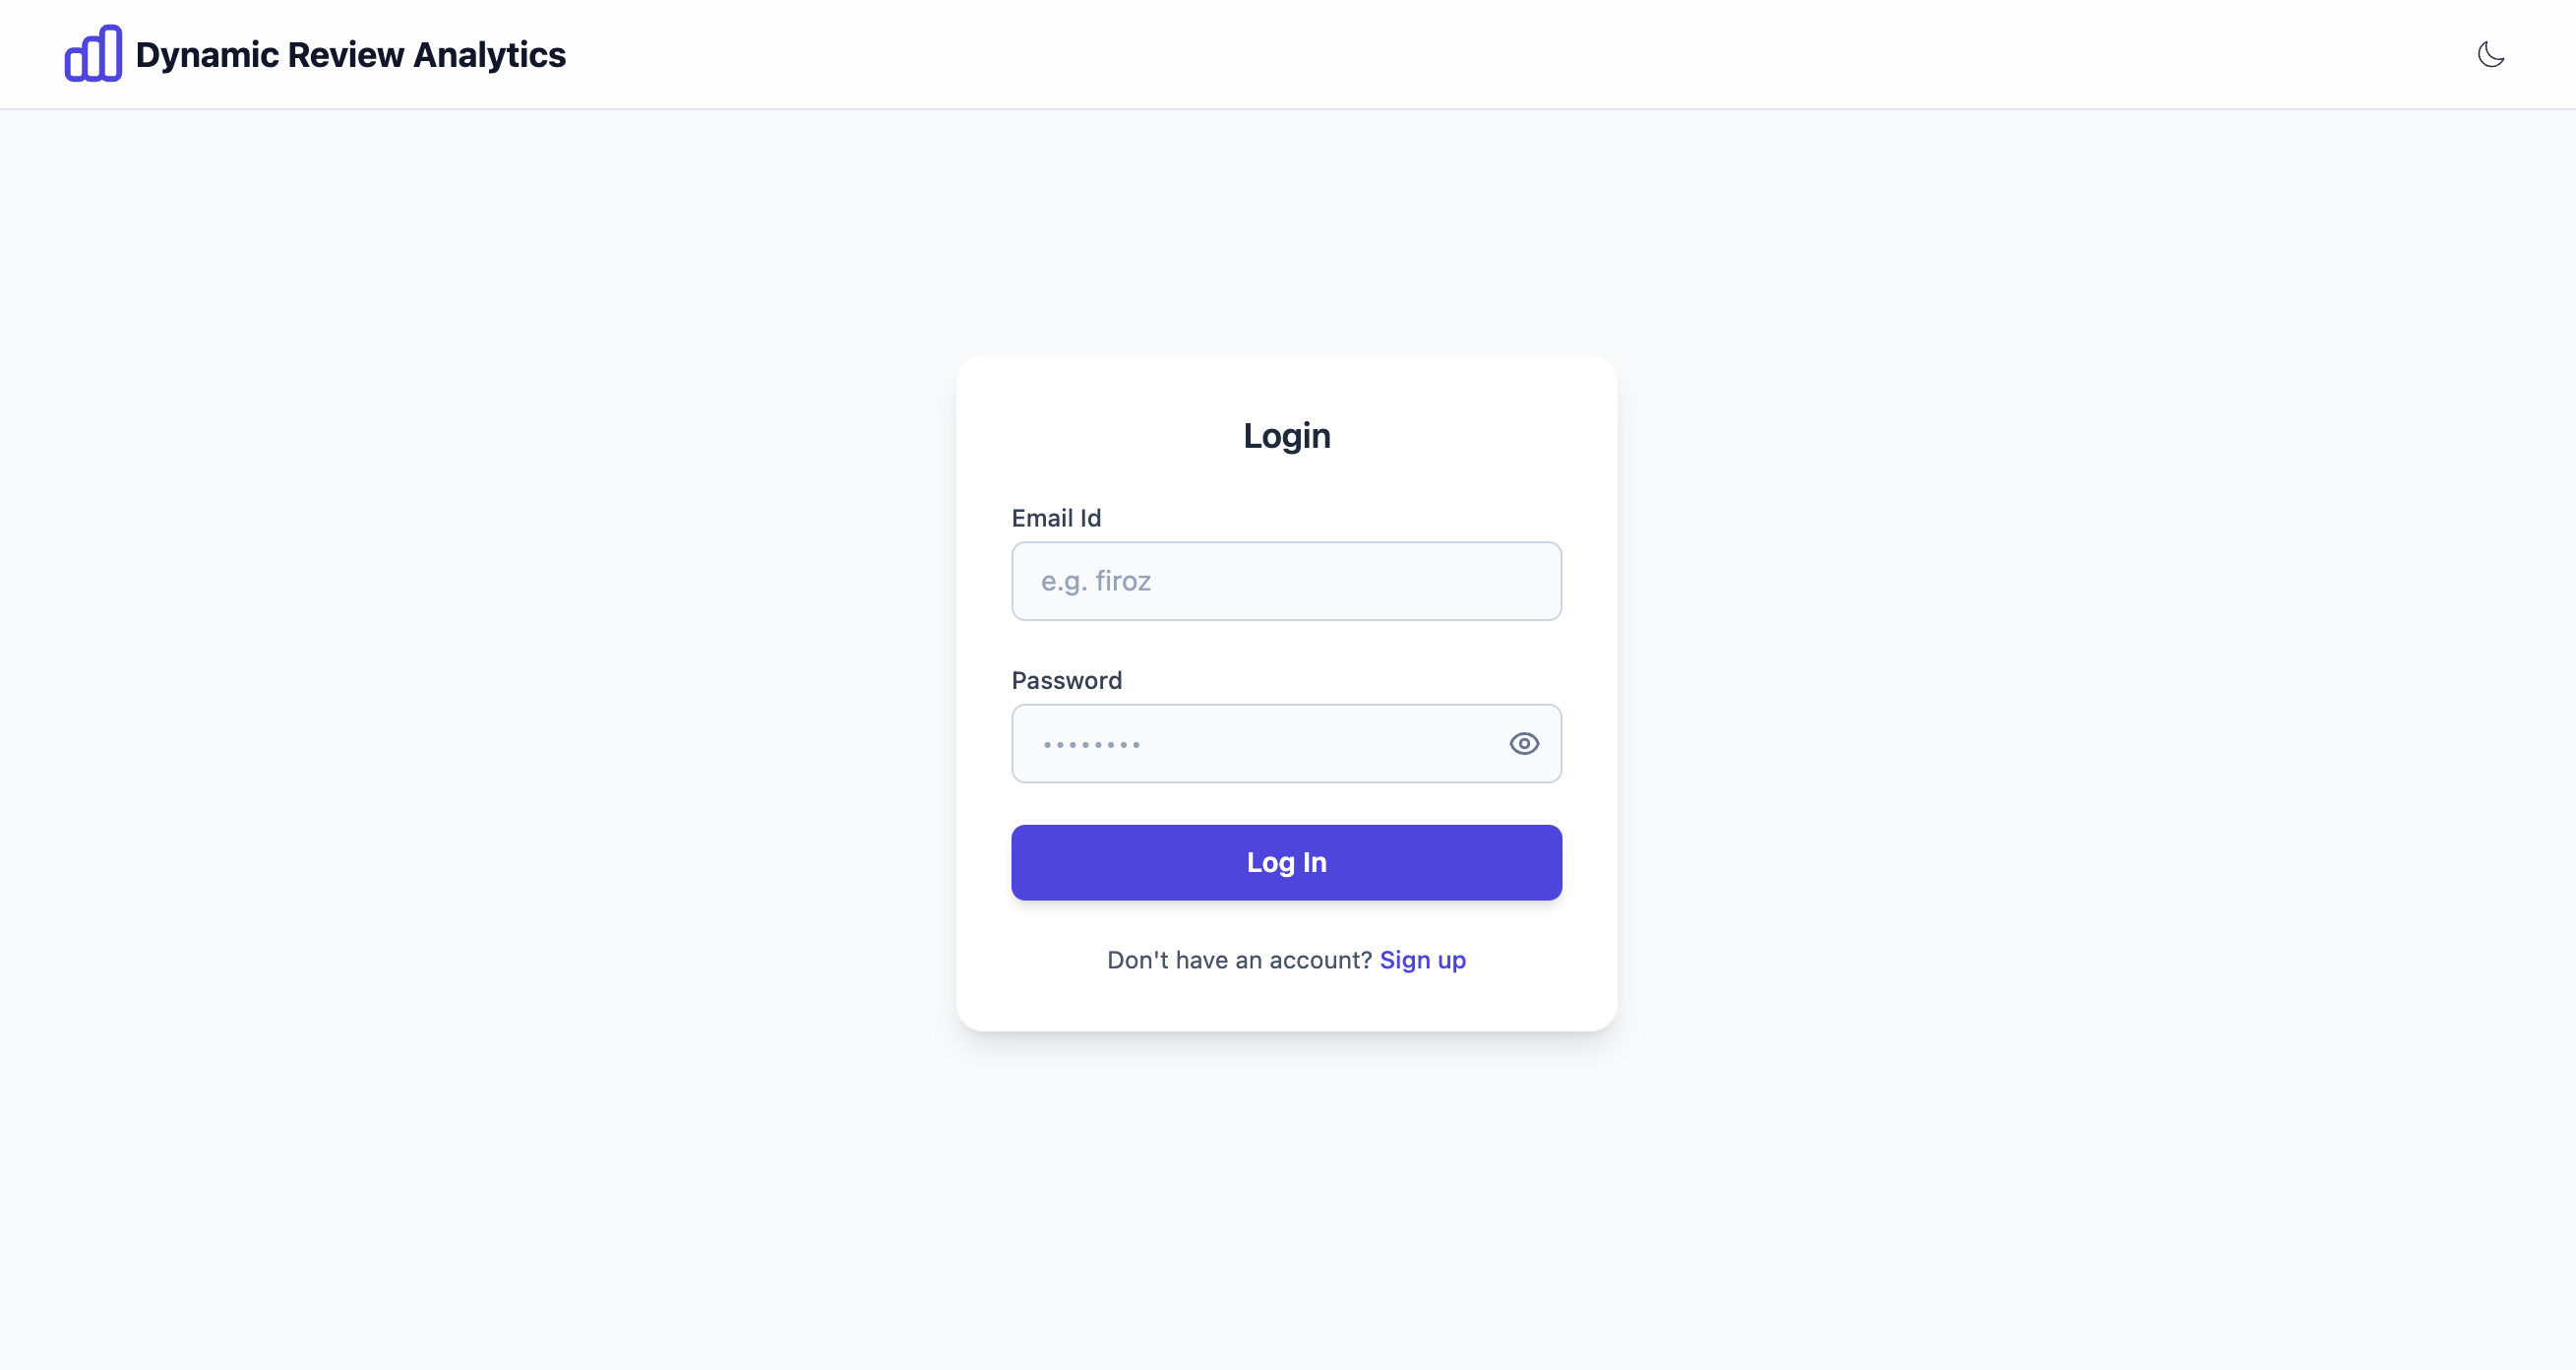 Dynamic Review Analytics
Login
Email Id
e.g. firoz
Password
••••••••
Log In
Don't have an account? Sign up